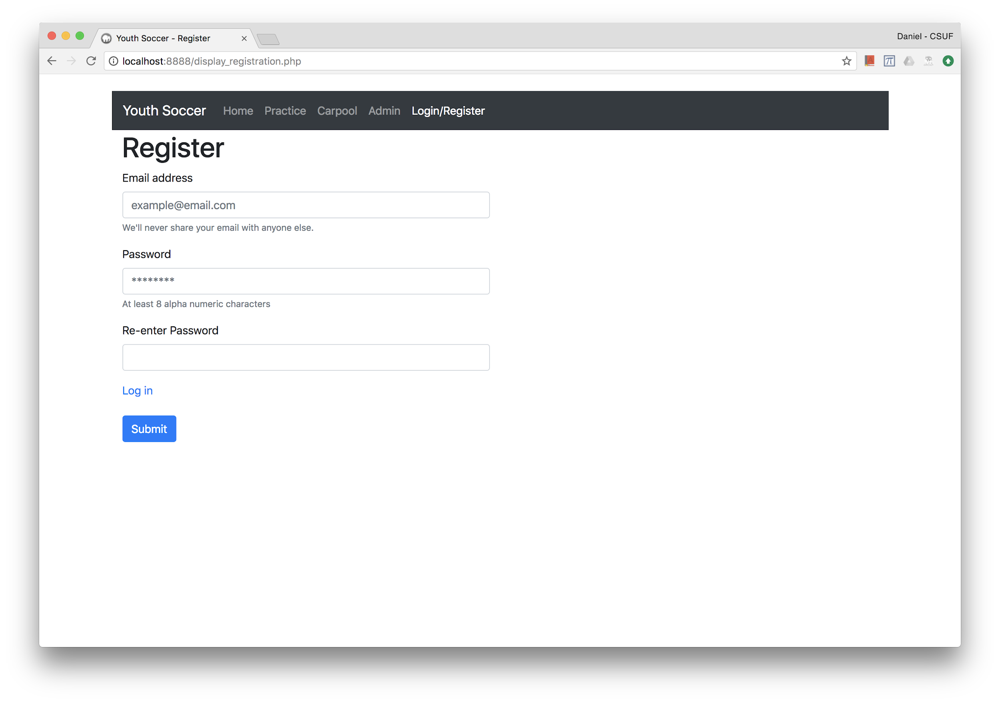 Youth Soccer - Register
Daniel - CSUF
localhost:8888/display_registration.php
Youth Soccer Home Practice Carpool Admin Login/Register
Register
Email address
example@email.com
We'll never share your email with anyone else.
Password
********
At least 8 alpha numeric characters
Re-enter Password
Log in
Submit